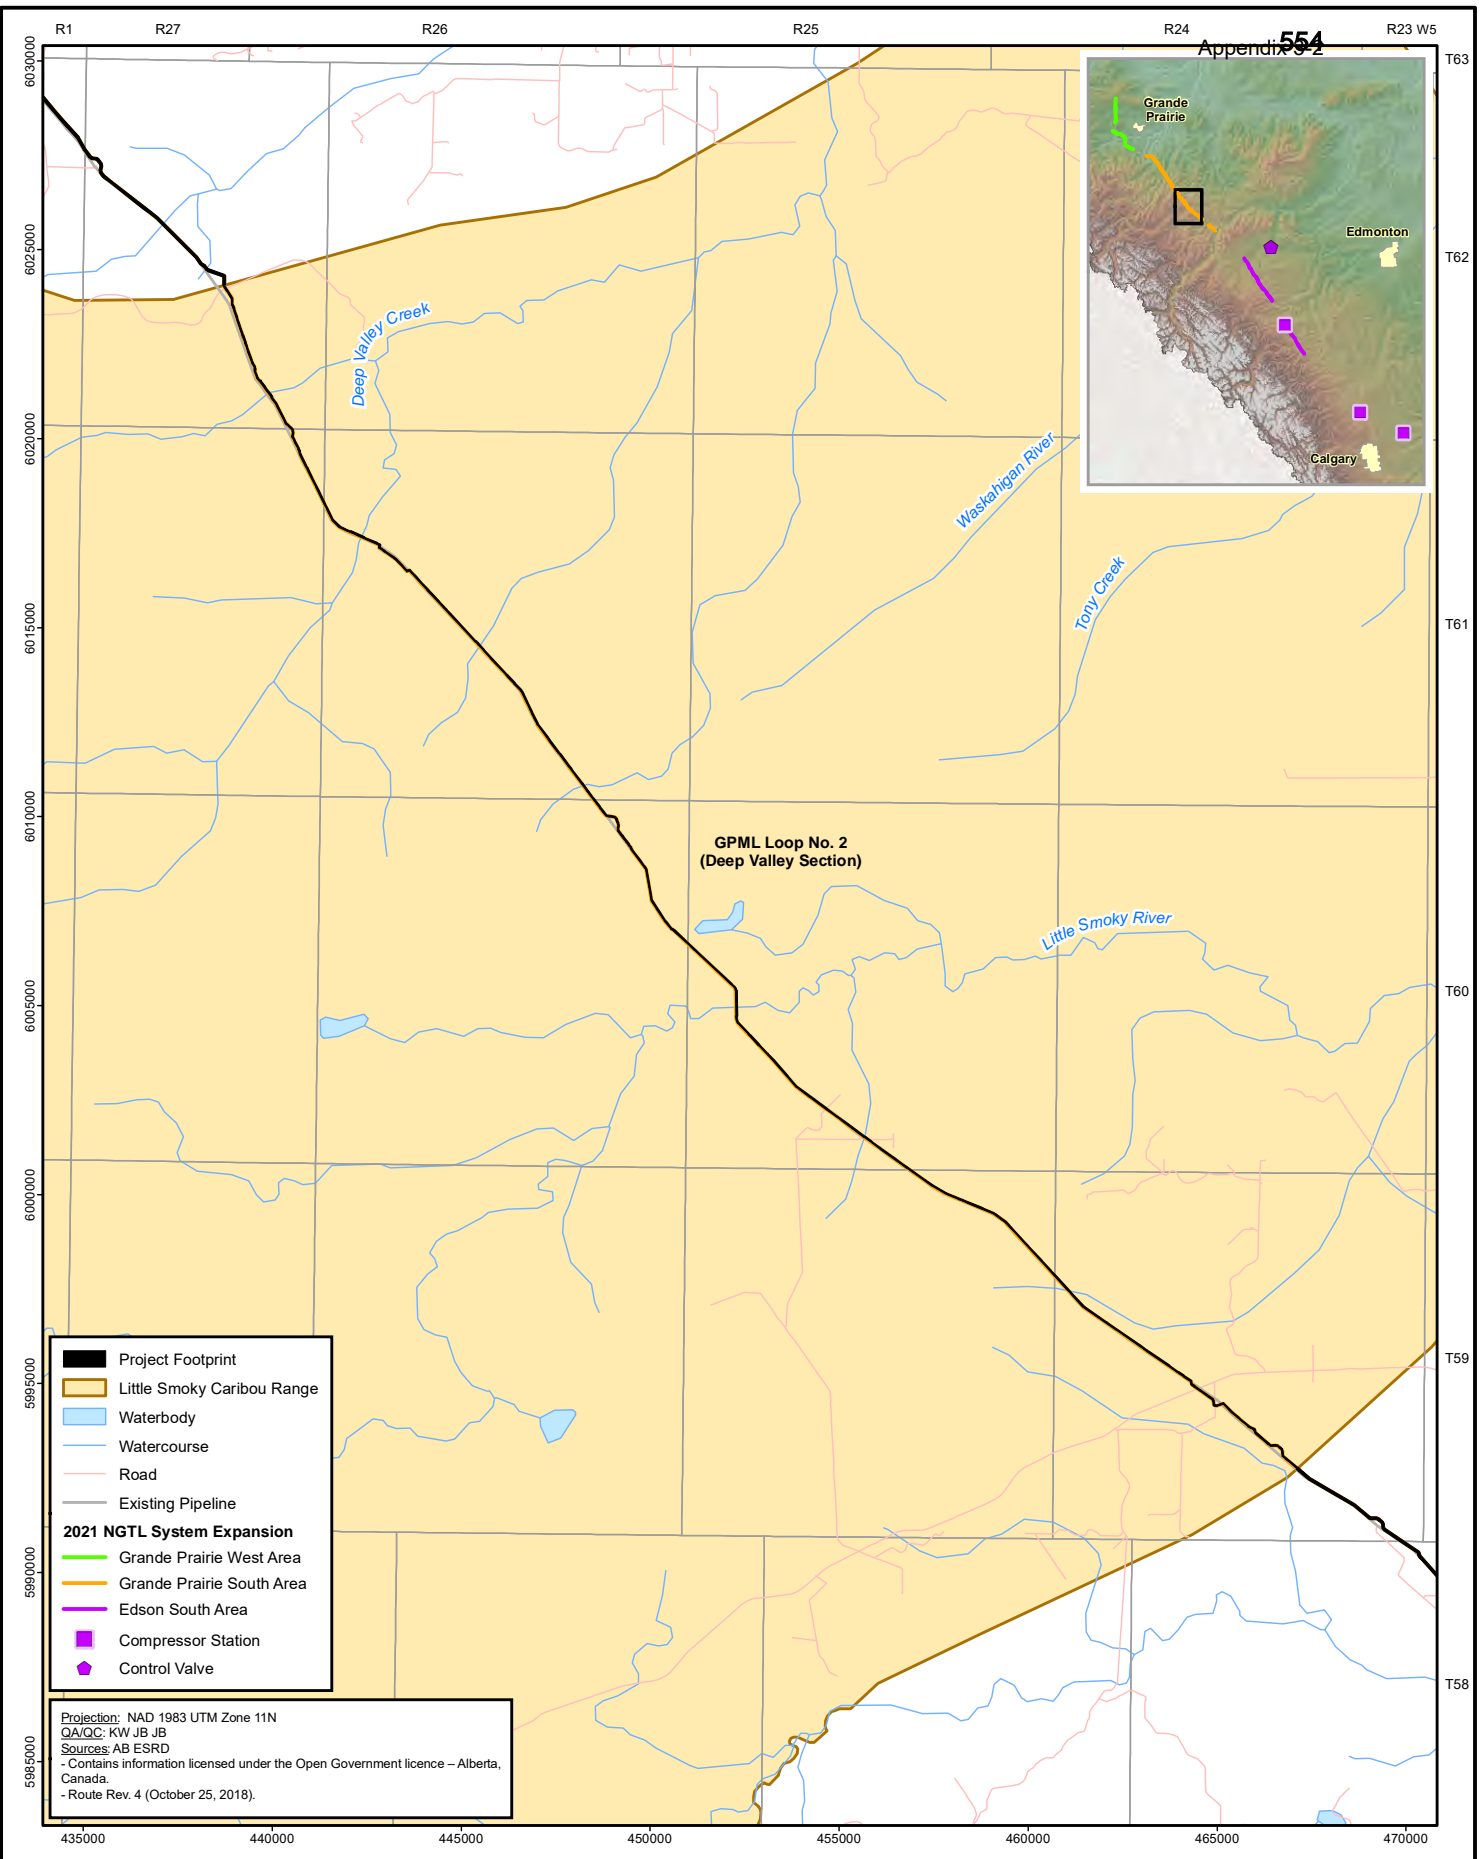 R1 R27 R26 R25 R24 R23 W5
554
T63
6030000
Grande
Prairie
Edmonton
Calgary
T62
6025000
Deep Valley Creek
6020000
Waskahigan River
Tony Creek
T61
6015000
6010000
GPML Loop No. 2
(Deep Valley Section)
Little Smoky River
T60
6005000
6000000
T59
5995000
Project Footprint
Little Smoky Caribou Range
Waterbody
Watercourse
Road
Existing Pipeline
2021 NGTL System Expansion
Grande Prairie West Area
Grande Prairie South Area
Edson South Area
Compressor Station
Control Valve
5990000
T58
Projection: NAD 1983 UTM Zone 11N
QA/QC: KW JB JB
Sources: AB ESRD
- Contains information licensed under the Open Government licence – Alberta,
Canada.
- Route Rev. 4 (October 25, 2018).
5985000
435000 440000 445000 450000 455000 460000 465000 470000
Appendix